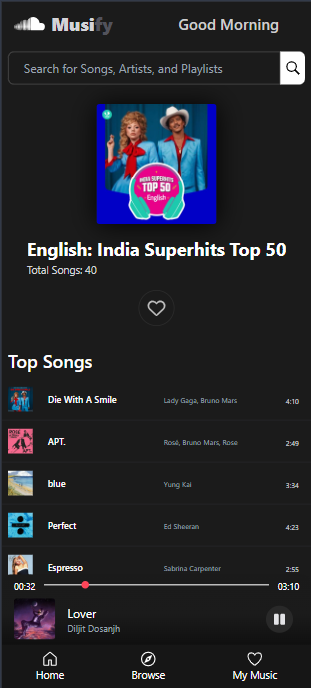 Musify
Good Morning
Search for Songs, Artists, and Playlists
INDIA SUPERHITS
TOP 50
English
English: India Superhits Top 50
Total Songs: 40
Top Songs
Die With A Smile Lady Gaga, Bruno Mars 4:10
APT. Rosé, Bruno Mars, Rose 2:49
blue Yung Kai 3:34
Perfect Ed Sheeran 4:23
Espresso Sabrina Carpenter 2:55
00:32 03:10
Lover
Diljit Dosanjh
Home Browse My Music